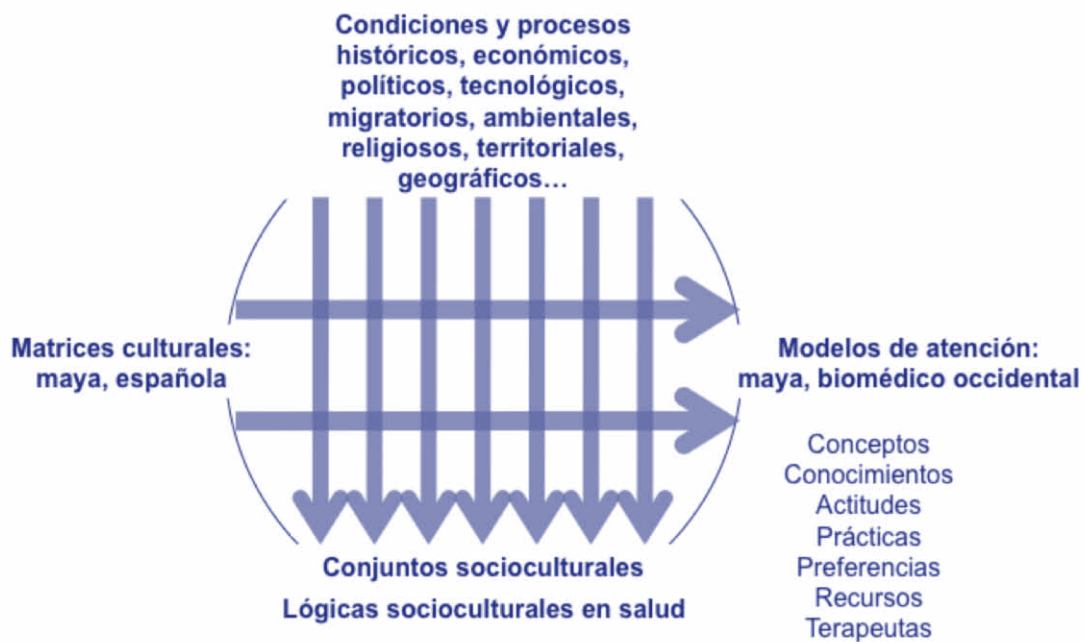 Condiciones y procesos
históricos, económicos,
políticos, tecnológicos,
migratorios, ambientales,
religiosos, territoriales,
geográficos…
Matrices culturales:
maya, española
Modelos de atención:
maya, biomédico occidental
Conceptos
Conocimientos
Actitudes
Prácticas
Preferencias
Recursos
Terapeutas
Conjuntos socioculturales
Lógicas socioculturales en salud